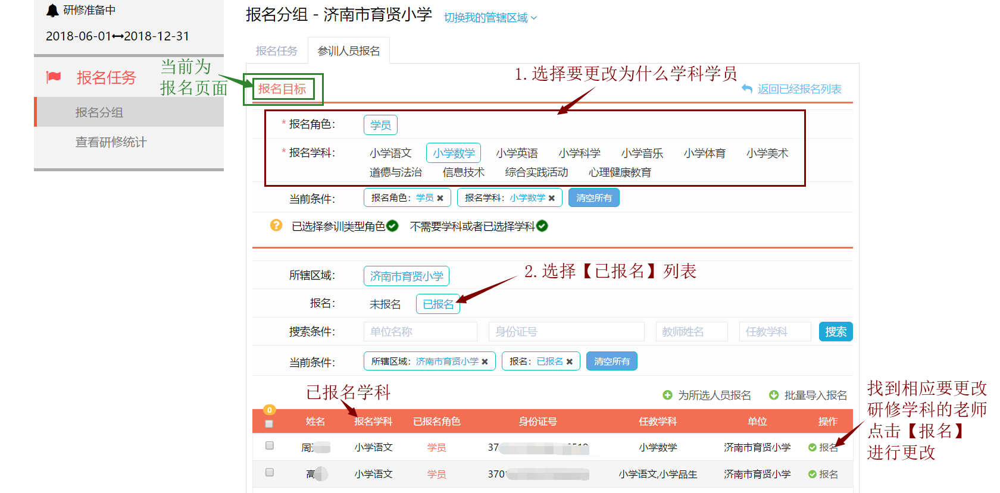 研修准备中
2018-06-01↔2018-12-31
报名任务
报名分组
查看研修统计
当前为
报名页面
报名分组 - 济南市育贤小学 切换我的管辖区域
报名任务 参训人员报名
1.选择要更改为什么学科学员
报名目标 返回已经报名列表
* 报名角色： 学员
* 报名学科： 小学语文 小学数学 小学英语 小学科学 小学音乐 小学体育 小学美术
道德与法治 信息技术 综合实践活动 心理健康教育
当前条件： 报名角色：学员 ✖ 报名学科：小学数学 ✖ 清空所有
? 已选择参训类型角色 不需要学科或者已选择学科
2.选择【已报名】列表
所辖区域： 济南市育贤小学
报名： 未报名 已报名
搜索条件： 单位名称 身份证号 教师姓名 任教学科 搜索
当前条件： 所辖区域：济南市育贤小学 ✖ 报名：已报名 ✖ 清空所有
已报名学科
为所选人员报名 批量导入报名
0
姓名 报名学科 已报名角色 身份证号 任教学科 单位 操作
周 小学语文 学员 37 小学数学 济南市育贤小学 报名
高 小学语文 学员 370 小学语文,小学品生 济南市育贤小学 报名
找到相应要更改
研修学科的老师
点击【报名】
进行更改